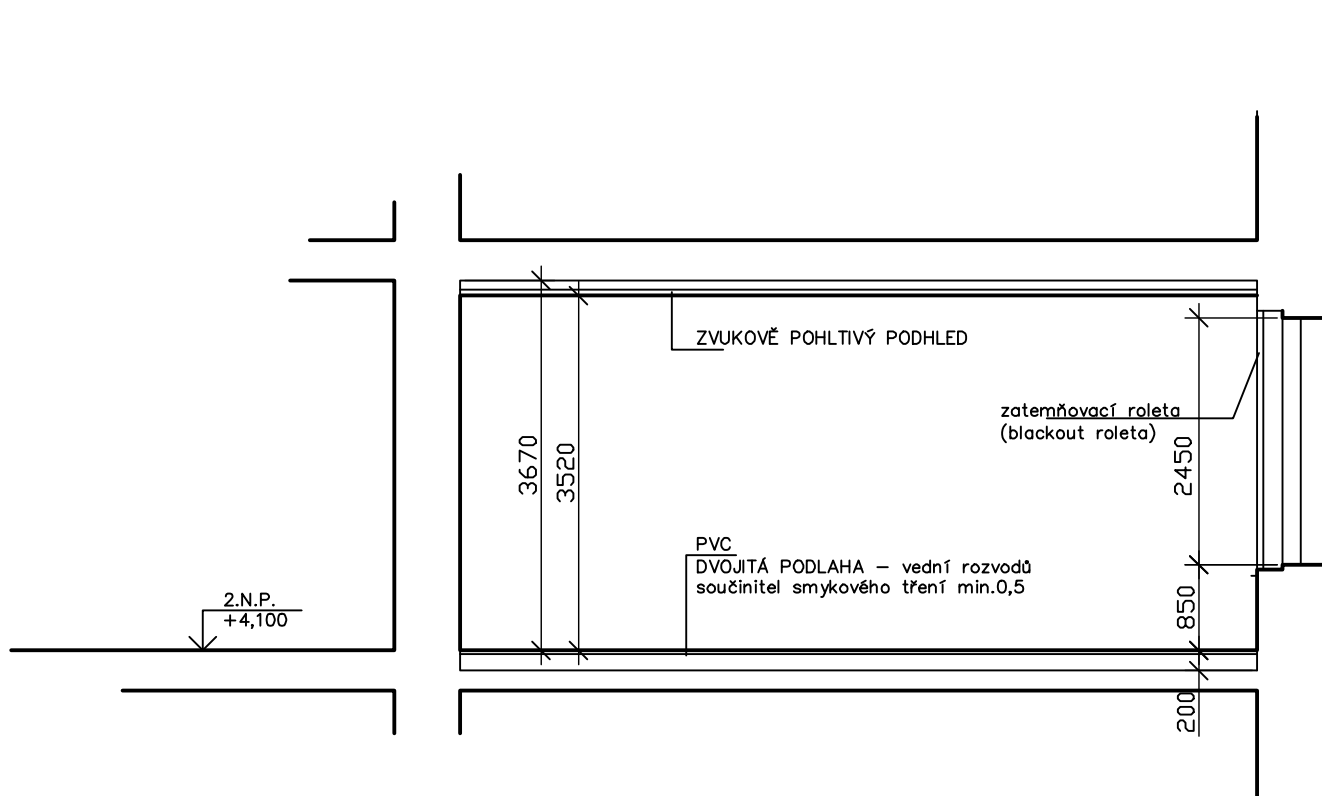 ZVUKOVĚ POHLTIVÝ PODHLED
zatemňovací roleta
(blackout roleta)
3670
3520
2450
PVC
DVOJITÁ PODLAHA – vední rozvodů
součinitel smykového tření min.0,5
850
2.N.P.
+4,100
200